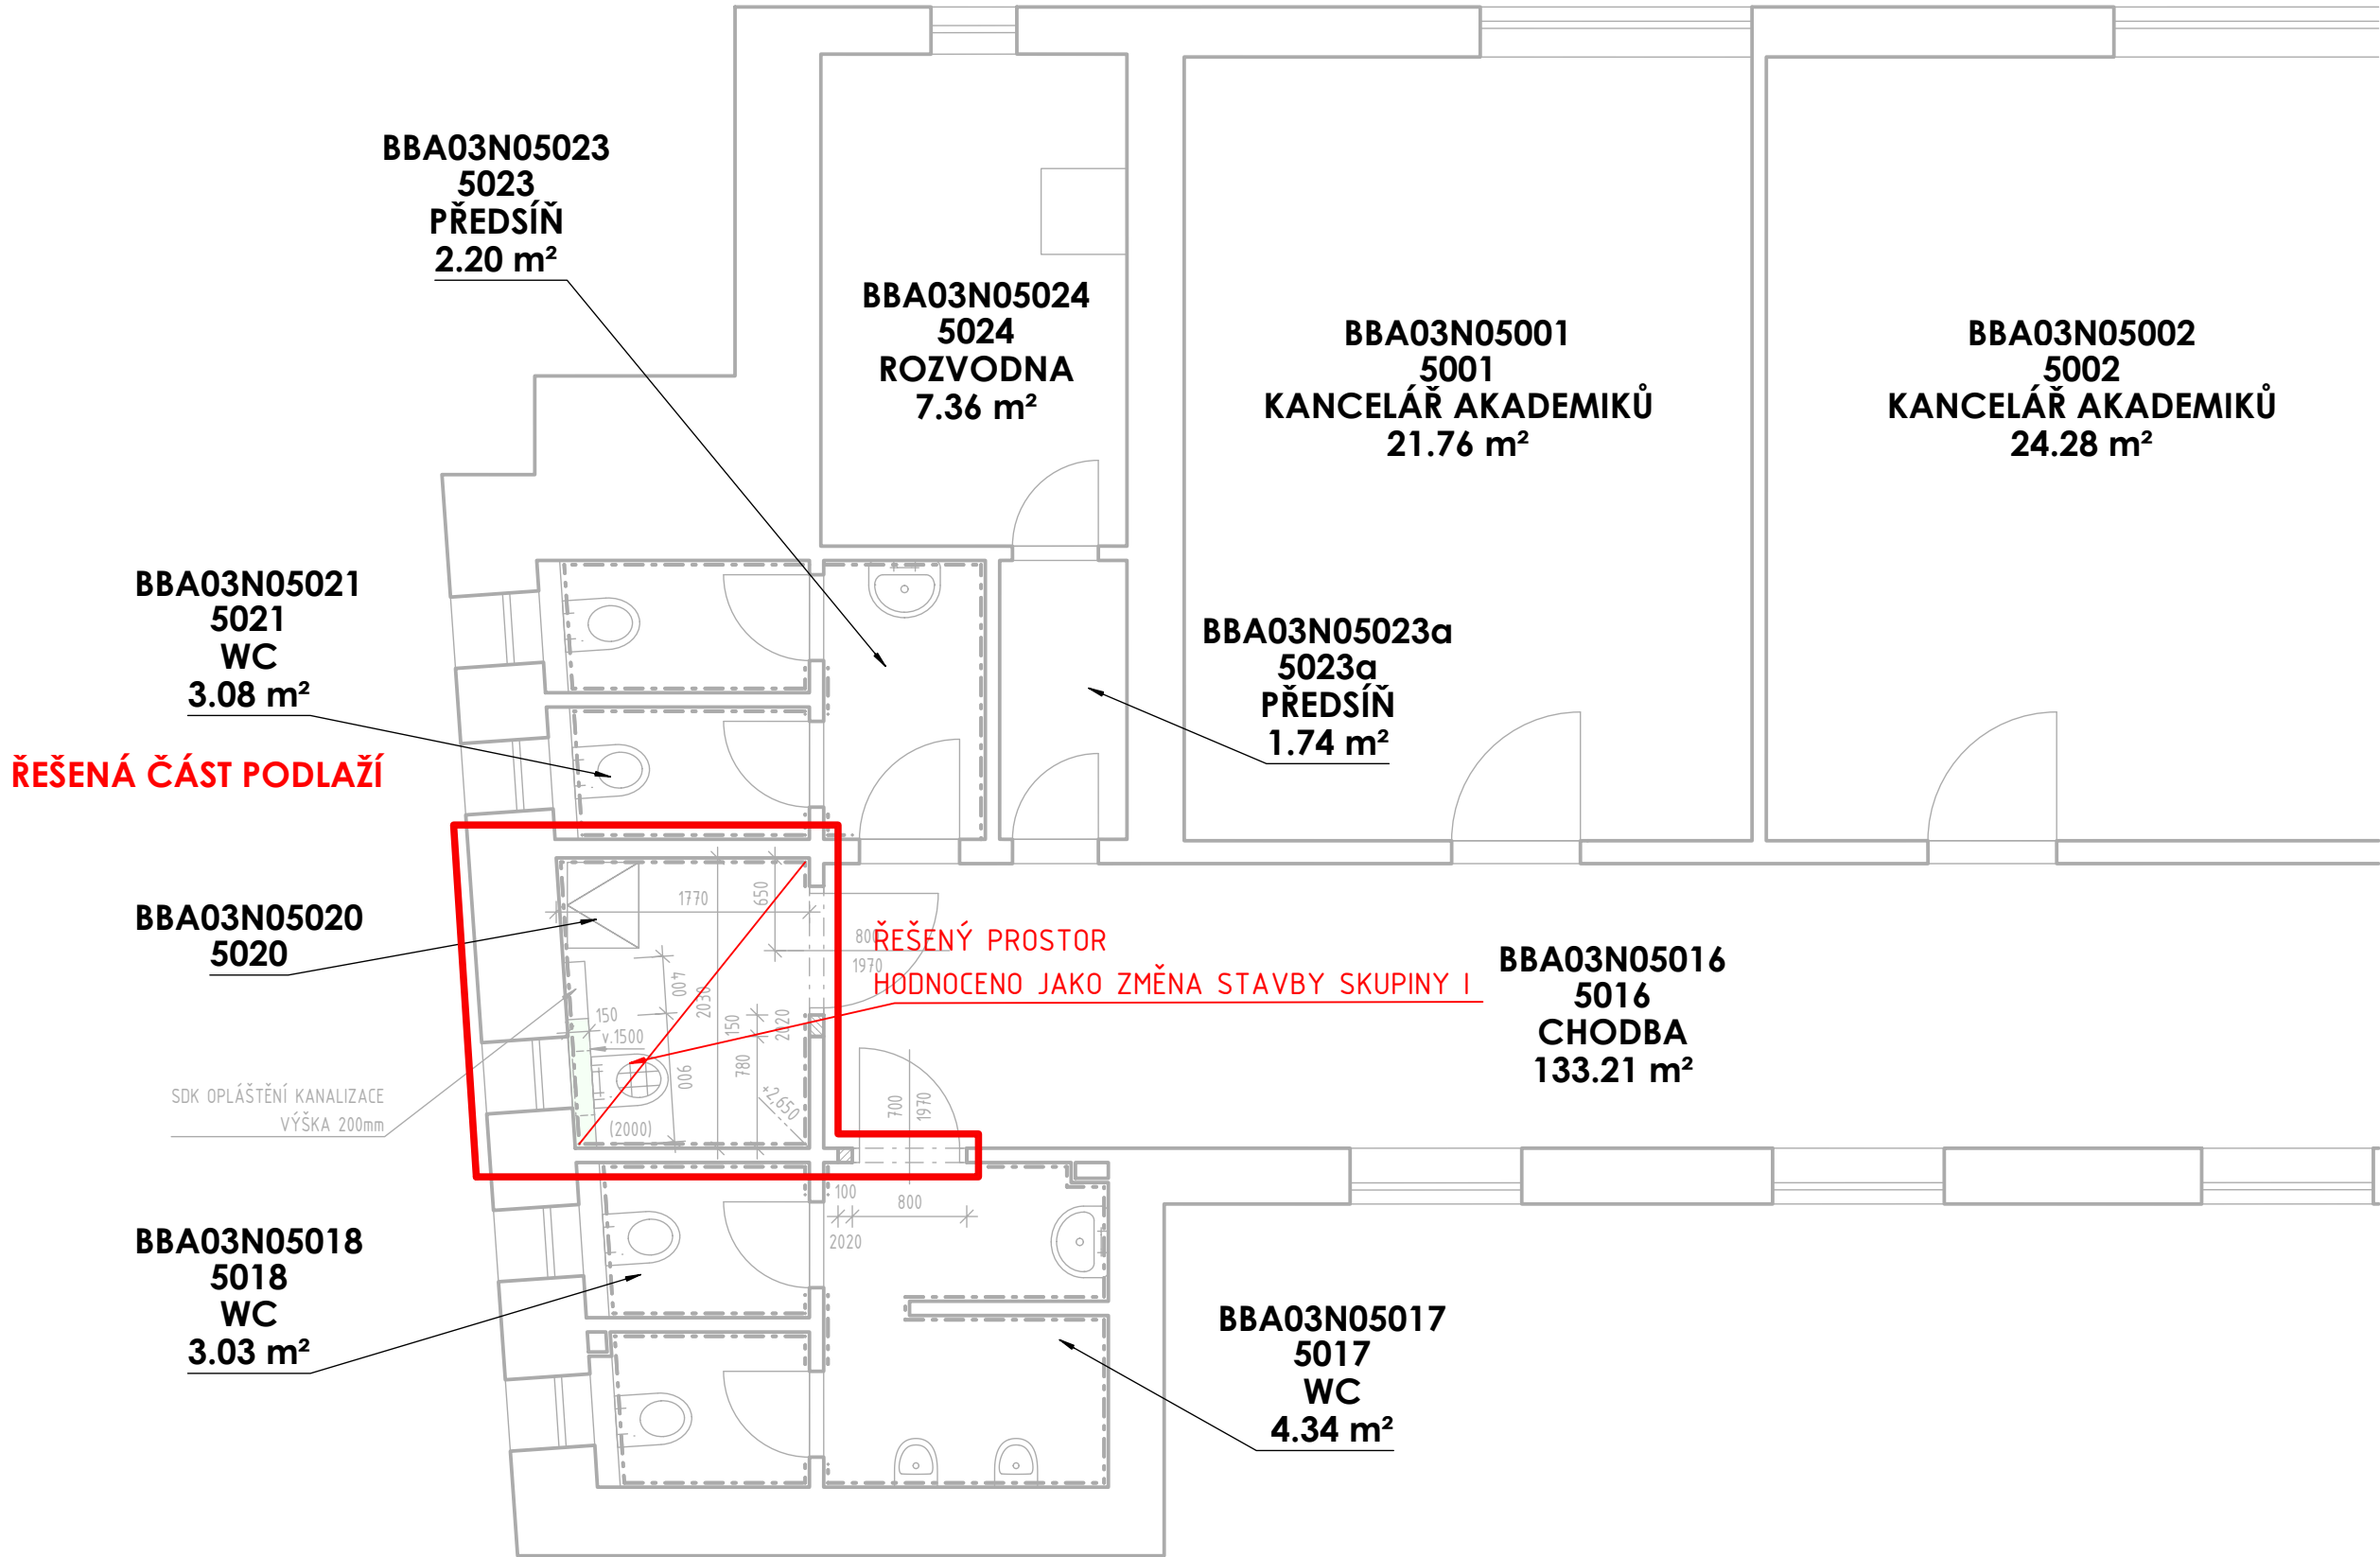 BBA03N05023
5023
PŘEDSÍŇ
2.20 m²
BBA03N05024
5024
ROZVODNA
7.36 m²
BBA03N05001
5001
KANCELÁŘ AKADEMIKŮ
21.76 m²
BBA03N05002
5002
KANCELÁŘ AKADEMIKŮ
24.28 m²
BBA03N05021
5021
WC
3.08 m²
BBA03N05023a
5023a
PŘEDSÍŇ
1.74 m²
ŘEŠENÁ ČÁST PODLAŽÍ
BBA03N05020
5020
1770
650
800
1970
ŘEŠENÝ PROSTOR
HODNOCENO JAKO ZMĚNA STAVBY SKUPINY I
BBA03N05016
5016
CHODBA
133.21 m²
400
2030
150
v.1500
150
2020
780
900
+2,650
(2000)
700
1970
SDK OPLÁŠTĚNÍ KANALIZACE
VÝŠKA 200mm
100
800
2020
BBA03N05018
5018
WC
3.03 m²
BBA03N05017
5017
WC
4.34 m²